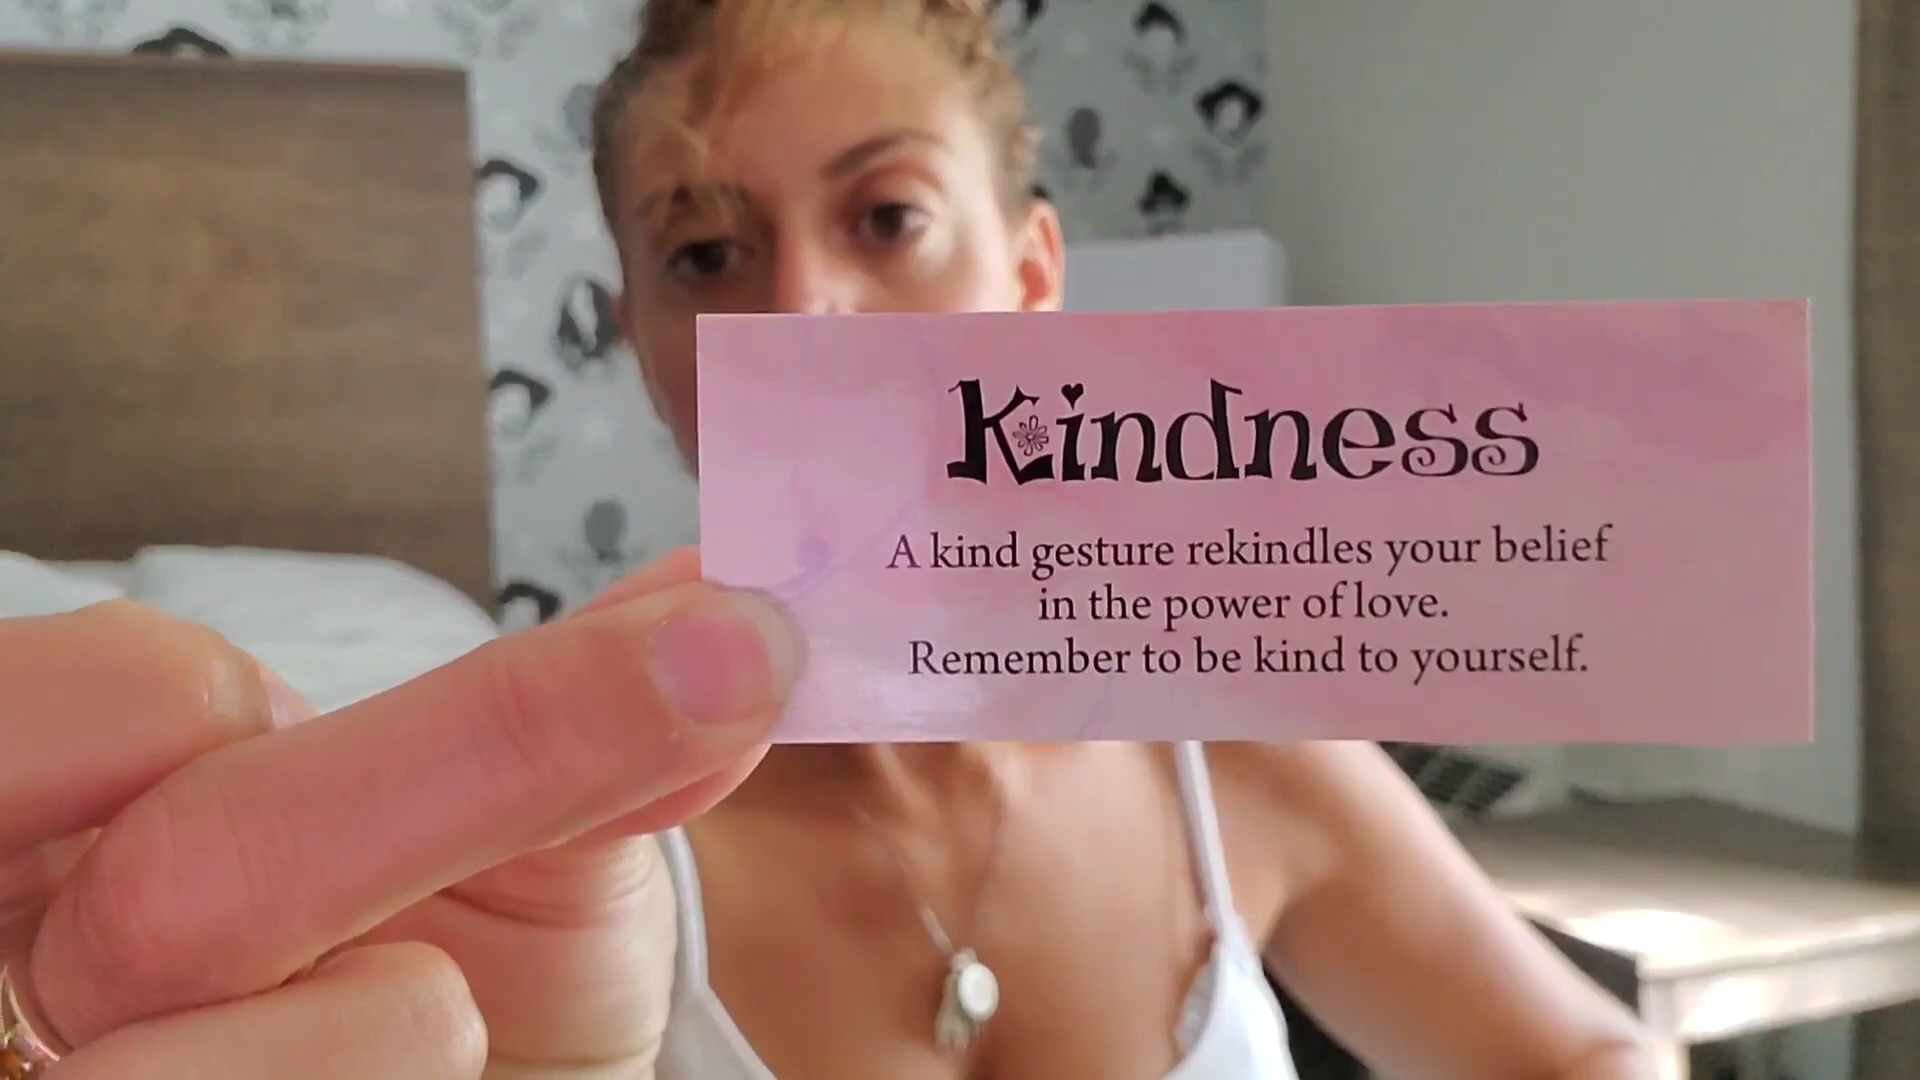 Kindness
A kind gesture rekindles your belief
in the power of love.
Remember to be kind to yourself.